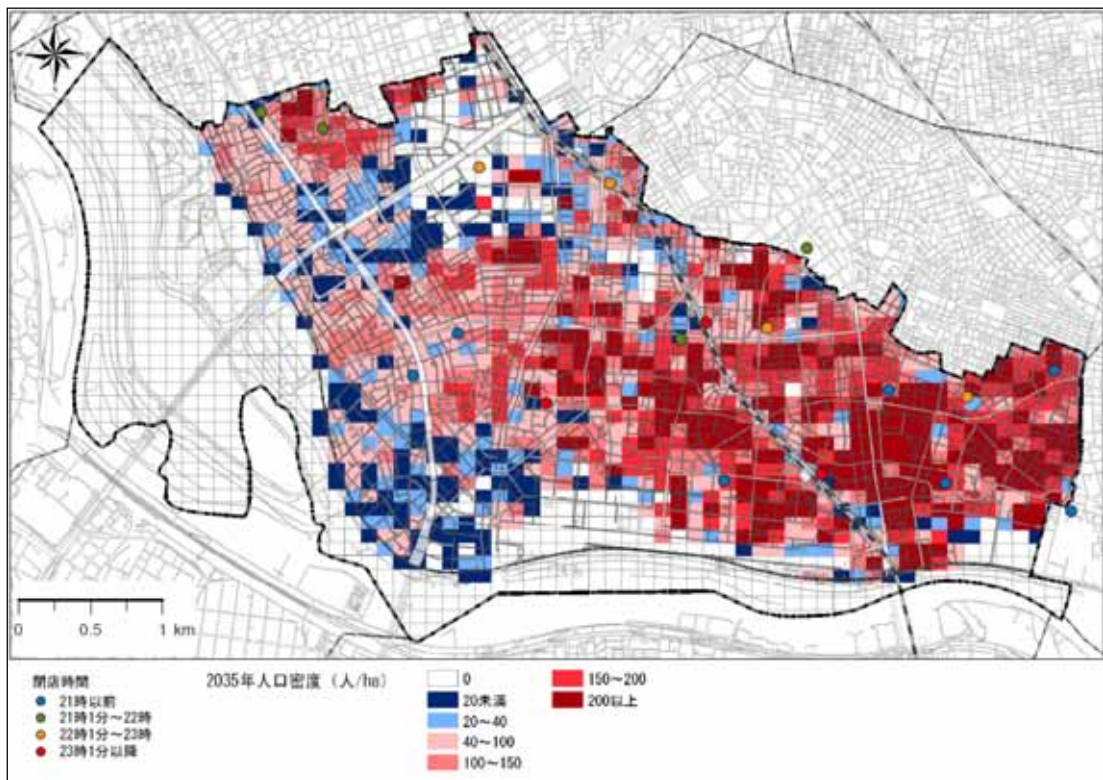 0 0.5 1 km
閉店時間
21時以前
21時1分～22時
22時1分～23時
23時1分以降
2035年人口密度（人/ha）
0
20未満
20～40
40～100
100～150
150～200
200以上